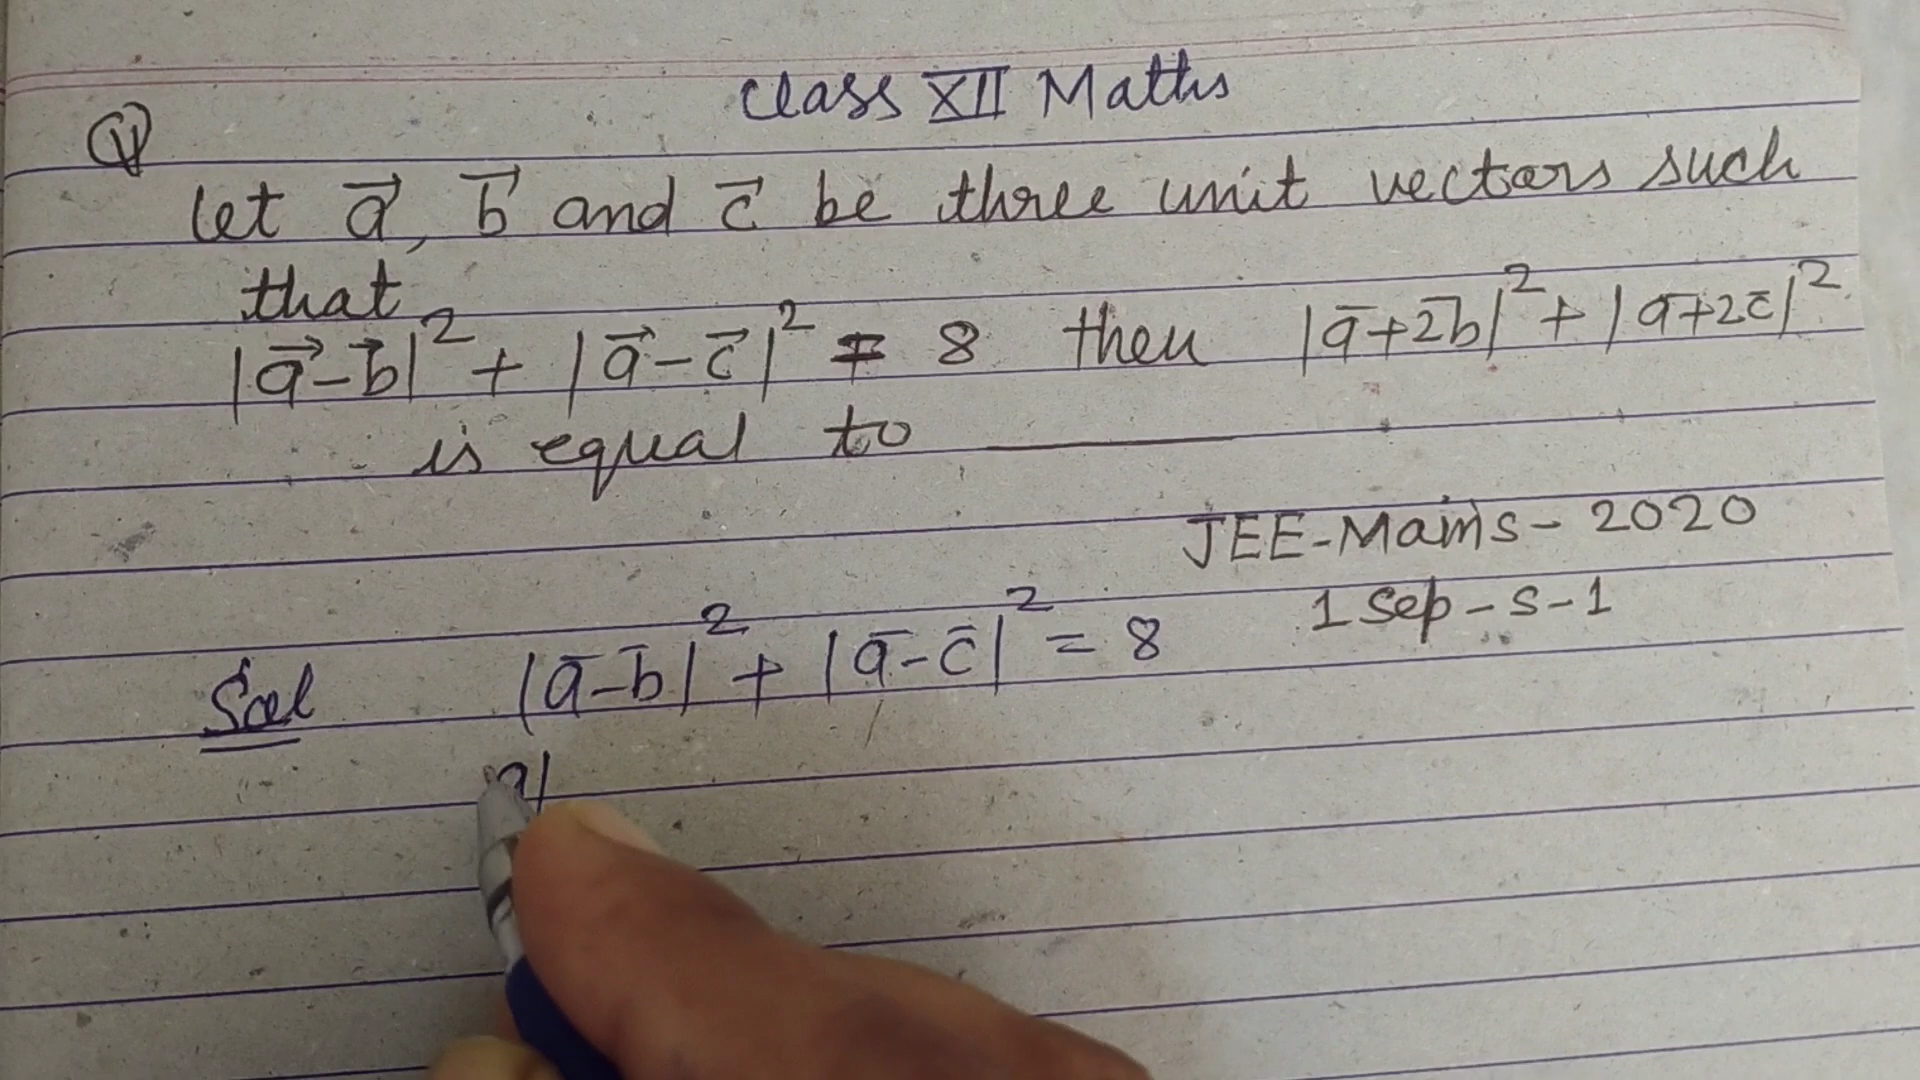 Class XII Maths
Q
Let a⃗, b⃗ and c⃗ be three unit vectors such
that
|a⃗-b⃗|² + |a⃗-c⃗|² = 8 then |ā+2b̄|² + |ā+2c̄|²
is equal to ______
JEE-Mains-2020
1 Sep-S-1
Sol |ā-b̄|² + |ā-c̄|² = 8